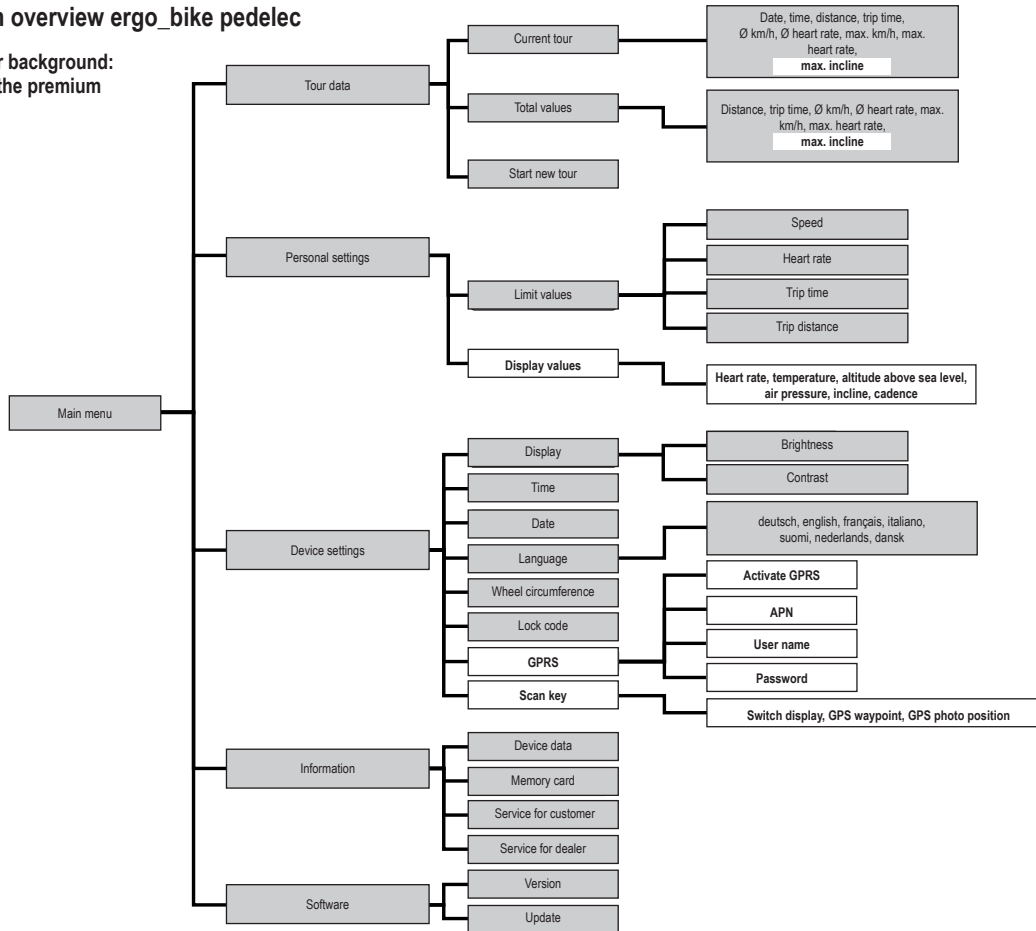 overview ergo_bike pedelec
background:
the premium
Main menu
Tour data
Current tour
Date, time, distance, trip time,
Ø km/h, Ø heart rate, max. km/h, max.
heart rate,
max. incline
Total values
Distance, trip time, Ø km/h, Ø heart rate, max.
km/h, max. heart rate,
max. incline
Start new tour
Personal settings
Limit values
Speed
Heart rate
Trip time
Trip distance
Display values
Heart rate, temperature, altitude above sea level,
air pressure, incline, cadence
Device settings
Display
Brightness
Contrast
Time
Date
Language
deutsch, english, français, italiano,
suomi, nederlands, dansk
Wheel circumference
Lock code
GPRS
Activate GPRS
APN
User name
Password
Scan key
Switch display, GPS waypoint, GPS photo position
Information
Device data
Memory card
Service for customer
Service for dealer
Software
Version
Update